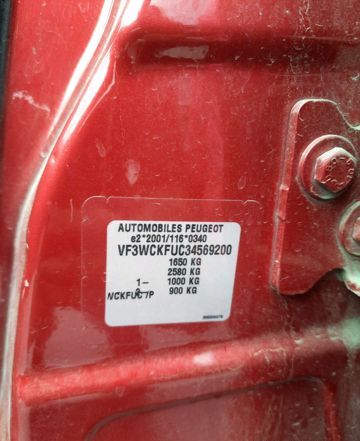 AUTOMOBILES PEUGEOT
e2*2001/116*0340
VF3WCKFUC34569200
1650 KG
2580 KG
1– 1000 KG
2– 900 KG